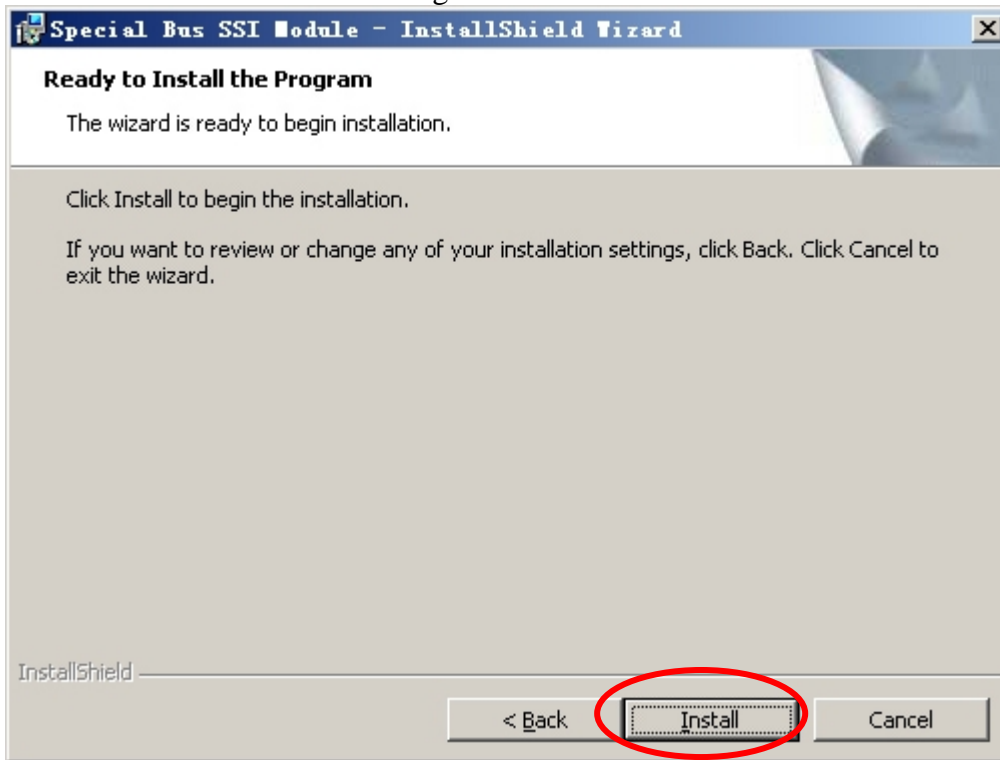 Special Bus SSI Module - InstallShield Wizard
Ready to Install the Program
The wizard is ready to begin installation.
Click Install to begin the installation.
If you want to review or change any of your installation settings, click Back. Click Cancel to
exit the wizard.
InstallShield
< Back Install Cancel